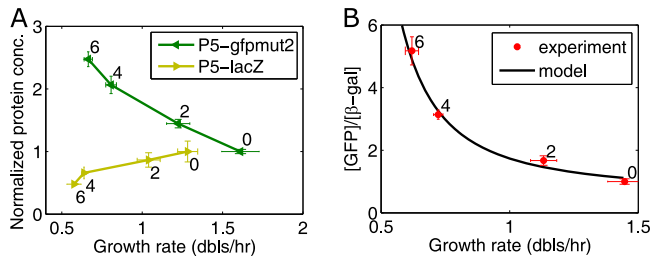 A
Normalized protein conc.
3
2
1
0
P5-gfpmut2
P5-lacZ
6
4
2
0
6
4
2
0
0.5
1
1.5
2
Growth rate (dbls/hr)
B
[GFP]/[β-gal]
6
4
2
0
experiment
model
6
4
2
0
0.5
1
1.5
Growth rate (dbls/hr)